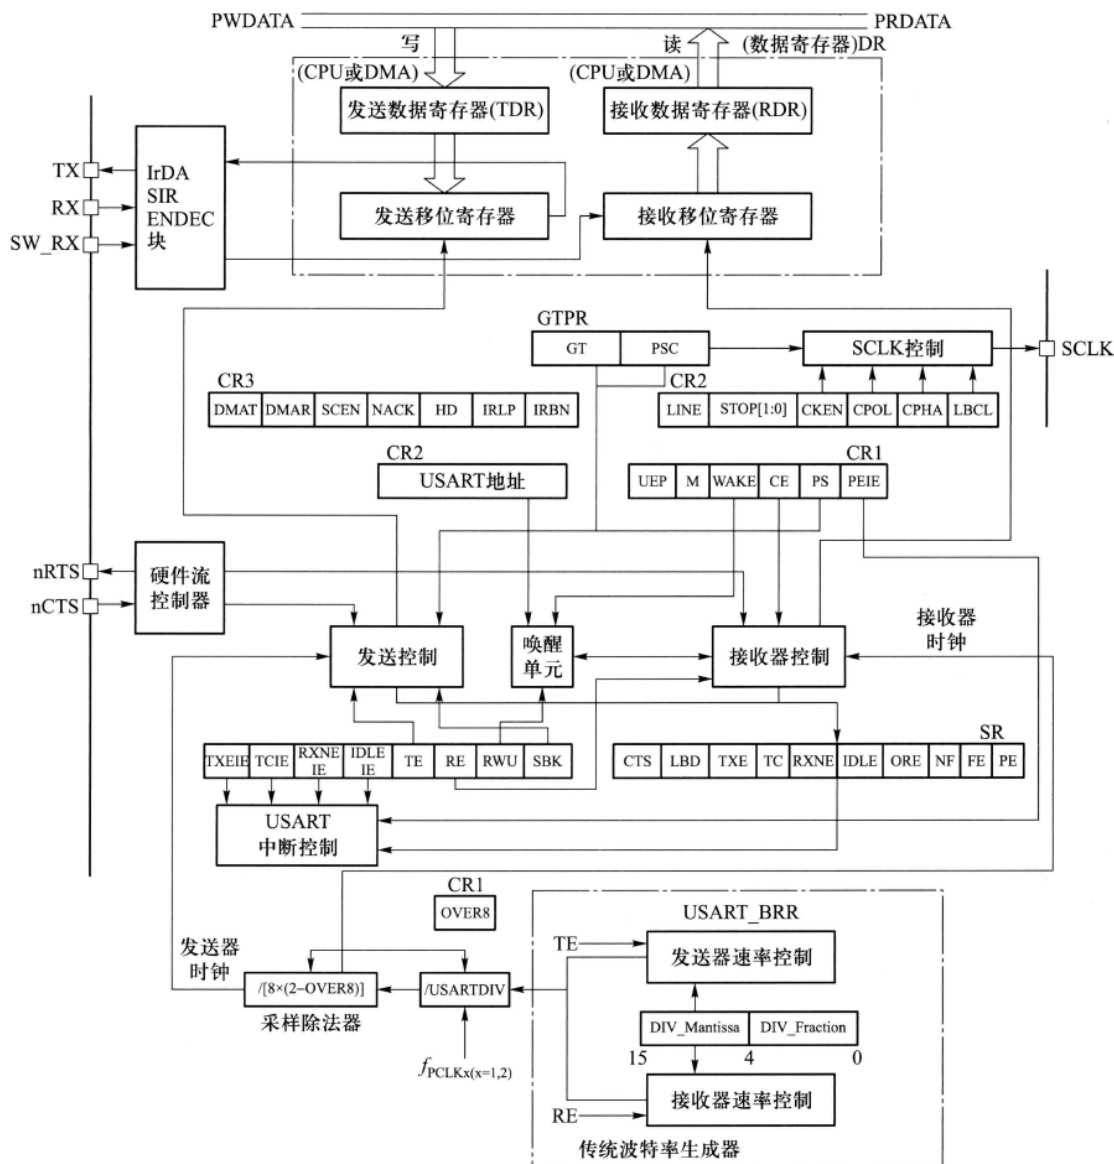 PWDATA PRDATA
写 读 (数据寄存器)DR
(CPU或DMA) (CPU或DMA)
发送数据寄存器(TDR) 接收数据寄存器(RDR)
TX
RX
SW_RX
IrDA
SIR
ENDEC
块
发送移位寄存器 接收移位寄存器
GTPR
GT PSC
SCLK控制 SCLK
CR3
DMAT DMAR SCEN NACK HD IRLP IRBN
CR2
LINE STOP[1:0] CKEN CPOL CPHA LBCL
CR2
USART地址
CR1
UEP M WAKE CE PS PEIE
nRTS
nCTS
硬件流
控制器
发送控制
唤醒
单元
接收器控制
接收器
时钟
TXEIE TCIE RXNE IE IDLE IE TE RE RWU SBK
SR
CTS LBD TXE TC RXNE IDLE ORE NF FE PE
USART
中断控制
CR1
OVER8
USART_BRR
发送器
时钟
TE
发送器速率控制
/[8×(2−OVER8)] /USARTDIV
采样除法器
DIV_Mantissa DIV_Fraction
15 4 0
fPCLKx(x=1,2)
RE
接收器速率控制
传统波特率生成器